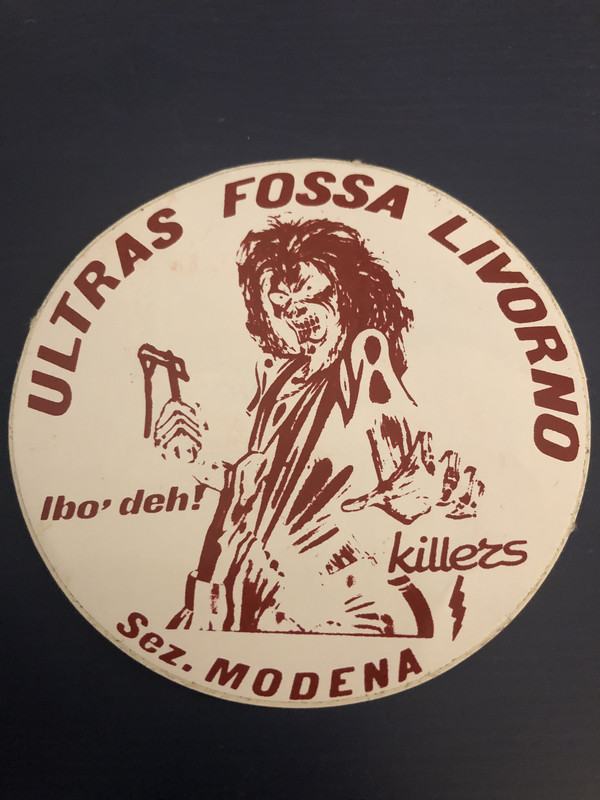 ULTRAS FOSSA LIVORNO
Ibo' deh!
killers
Sez. MODENA